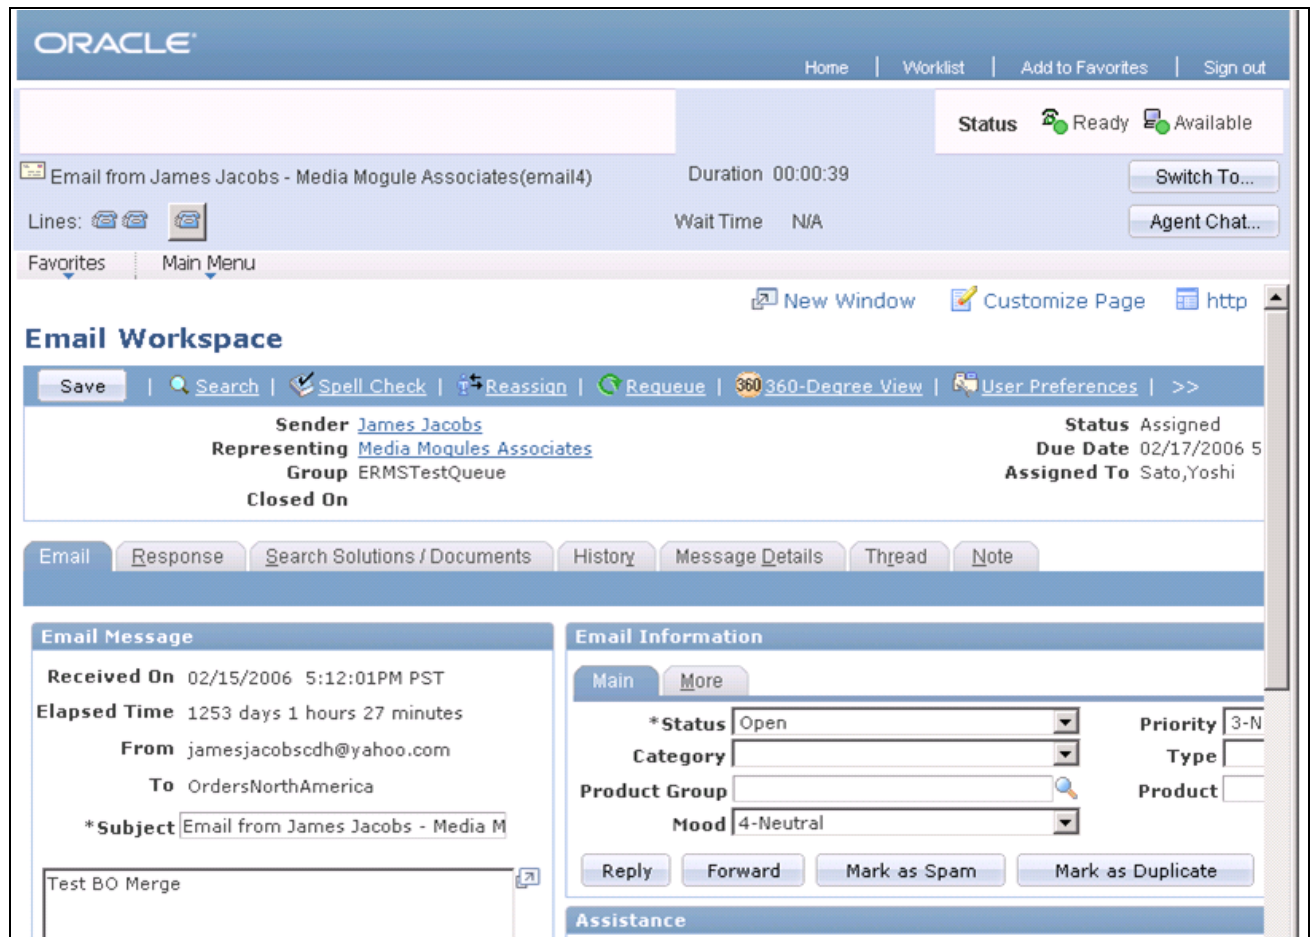 ORACLE
Home | Worklist | Add to Favorites | Sign out
Status Ready Available
Email from James Jacobs - Media Mogule Associates(email4) Duration 00:00:39 Switch To...
Lines: Wait Time N/A Agent Chat...
Favorites Main Menu
New Window Customize Page http
Email Workspace
Save | Search | Spell Check | Reassign | Requeue | 360 360-Degree View | User Preferences | >>
Sender James Jacobs Status Assigned
Representing Media Mogules Associates Due Date 02/17/2006 5
Group ERMSTestQueue Assigned To Sato,Yoshi
Closed On
Email Response Search Solutions / Documents History Message Details Thread Note
Email Message
Received On 02/15/2006 5:12:01PM PST
Elapsed Time 1253 days 1 hours 27 minutes
From jamesjacobscdh@yahoo.com
To OrdersNorthAmerica
*Subject Email from James Jacobs - Media M
Test BO Merge
Email Information
Main More
*Status Open Priority 3-N
Category Type
Product Group Product
Mood 4-Neutral
Reply Forward Mark as Spam Mark as Duplicate
Assistance